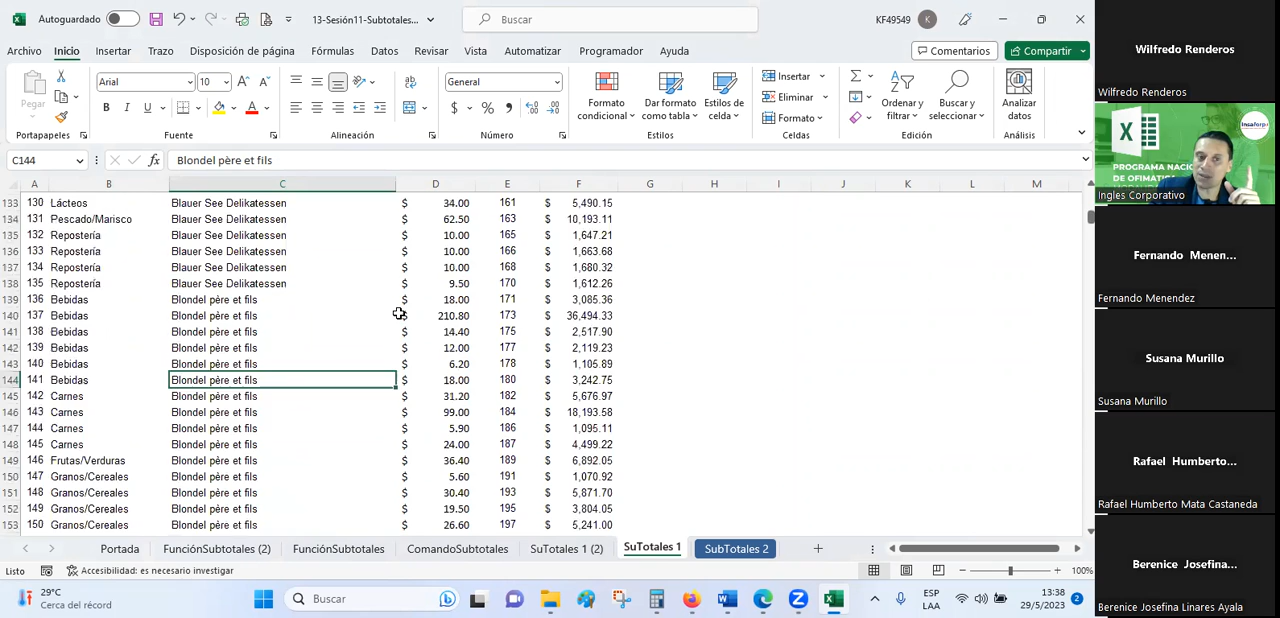 Autoguardado
13-Sesión11-Subtotales...
Buscar
KF49549
K
Archivo Inicio Insertar Trazo Disposición de página Fórmulas Datos Revisar Vista Automatizar Programador Ayuda
Comentarios
Compartir
Pegar
Portapapeles
Arial
10
N K S
Fuente
Alineación
General
$ % 000
Número
Formato condicional
Dar formato como tabla
Estilos de celda
Estilos
Insertar
Eliminar
Formato
Celdas
Ordenar y filtrar
Buscar y seleccionar
Edición
Analizar datos
Análisis
C144
fx
Blondel père et fils
A B C D E F G H I J K L M
133 130 Lácteos Blauer See Delikatessen $ 161 $ 5,490.15
134 131 Pescado/Marisco Blauer See Delikatessen $ 62.50 163 $ 10,193.11
135 132 Repostería Blauer See Delikatessen $ 10.00 165 $ 1,647.21
136 133 Repostería Blauer See Delikatessen $ 10.00 166 $ 1,663.68
137 134 Repostería Blauer See Delikatessen $ 10.00 168 $ 1,680.32
138 135 Repostería Blauer See Delikatessen $ 9.50 170 $ 1,612.26
139 136 Bebidas Blondel père et fils $ 18.00 171 $ 3,085.36
140 137 Bebidas Blondel père et fils $ 210.80 173 $ 36,494.33
141 138 Bebidas Blondel père et fils $ 14.40 175 $ 2,517.90
142 139 Bebidas Blondel père et fils $ 12.00 177 $ 2,119.23
143 140 Bebidas Blondel père et fils $ 6.20 178 $ 1,105.89
144 141 Bebidas Blondel père et fils $ 18.00 180 $ 3,242.75
145 142 Carnes Blondel père et fils $ 31.20 182 $ 5,676.97
146 143 Carnes Blondel père et fils $ 99.00 184 $ 18,193.58
147 144 Carnes Blondel père et fils $ 5.90 186 $ 1,095.11
148 145 Carnes Blondel père et fils $ 24.00 187 $ 4,499.22
149 146 Frutas/Verduras Blondel père et fils $ 36.40 189 $ 6,892.05
150 147 Granos/Cereales Blondel père et fils $ 5.60 191 $ 1,070.92
151 148 Granos/Cereales Blondel père et fils $ 30.40 193 $ 5,871.70
152 149 Granos/Cereales Blondel père et fils $ 19.50 195 $ 3,804.05
153 150 Granos/Cereales Blondel père et fils $ 26.60 197 $ 5,241.00
Portada FunciónSubtotales (2) FunciónSubtotales ComandoSubtotales SuTotales 1 (2) SuTotales 1 SubTotales 2
Listo
Accesibilidad: es necesario investigar
100%
29°C
Cerca del récord
Buscar
ESP
LAA
13:38
29/5/2023
2
Wilfredo Renderos
Wilfredo Renderos
PROGRAMA NACIO
DE OFIMATICA
Insaforp
Ingles Corporativo
Fernando Menen...
Fernando Menendez
Susana Murillo
Susana Murillo
Rafael Humberto...
Rafael Humberto Mata Castaneda
Berenice Josefina...
Berenice Josefina Linares Ayala